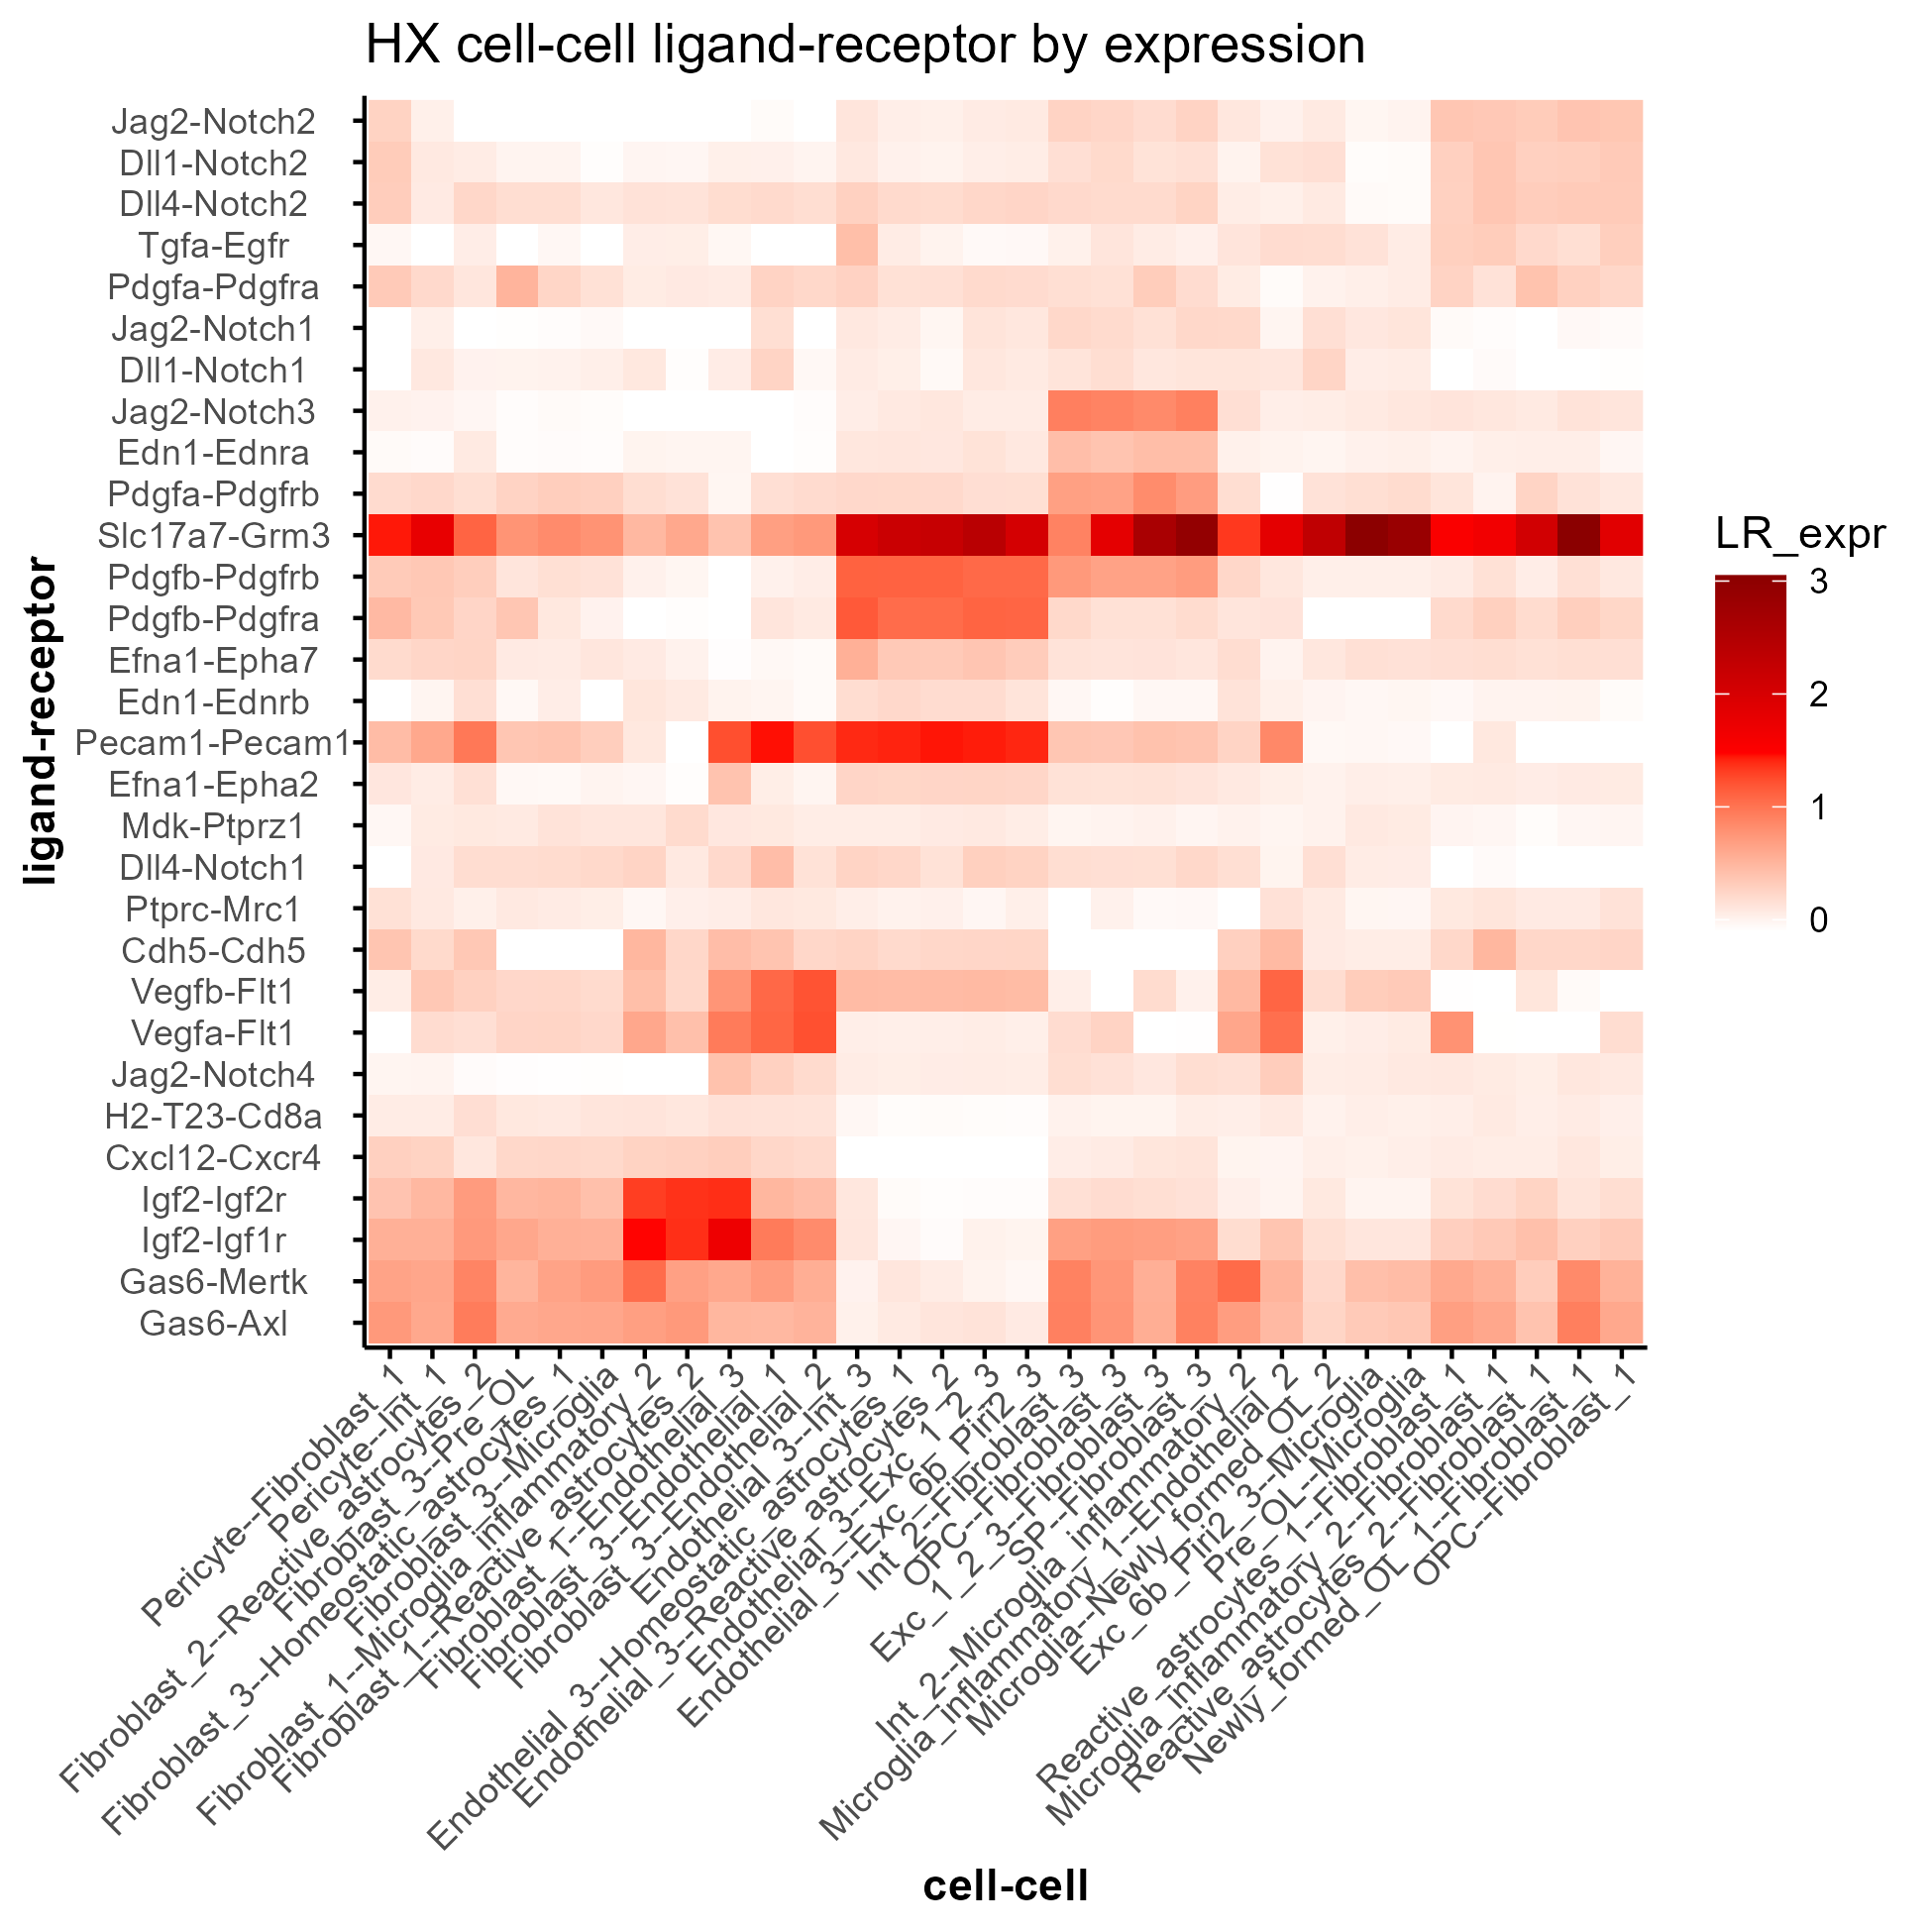 HX cell-cell ligand-receptor by expression
ligand-receptor
Jag2-Notch2
Dll1-Notch2
Dll4-Notch2
Tgfa-Egfr
Pdgfa-Pdgfra
Jag2-Notch1
Dll1-Notch1
Jag2-Notch3
Edn1-Ednra
Pdgfa-Pdgfrb
Slc17a7-Grm3
Pdgfb-Pdgfrb
Pdgfb-Pdgfra
Efna1-Epha7
Edn1-Ednrb
Pecam1-Pecam1
Efna1-Epha2
Mdk-Ptprz1
Dll4-Notch1
Ptprc-Mrc1
Cdh5-Cdh5
Vegfb-Flt1
Vegfa-Flt1
Jag2-Notch4
H2-T23-Cd8a
Cxcl12-Cxcr4
Igf2-Igf2r
Igf2-Igf1r
Gas6-Mertk
Gas6-Axl
Pericyte--Fibroblast_1
Pericyte--Int_1
Fibroblast_2--Reactive_astrocytes_2
Fibroblast_3--Pre_OL
Fibroblast_3--Homeostatic_astrocytes_1
Fibroblast_3--Microglia
Fibroblast_1--Microglia_inflammatory_2
Fibroblast_1--Reactive_astrocytes_2
Fibroblast_1--Endothelial_3
Fibroblast_3--Endothelial_1
Fibroblast_3--Endothelial_2
Endothelial_3--Int_3
Endothelial_3--Homeostatic_astrocytes_1
Endothelial_3--Reactive_astrocytes_2
Endothelial_3--Exc_1_2_3
Endothelial_3--Exc_6b_Piri2_3
Int_2--Fibroblast_3
OPC--Fibroblast_3
Exc_1_2_3--Fibroblast_3
SP--Fibroblast_3
Int_2--Microglia_inflammatory_2
Microglia_inflammatory_1--Endothelial_2
Microglia--Newly_formed_OL_2
Exc_6b_Piri2_3--Microglia
Pre_OL--Microglia
Reactive_astrocytes_1--Fibroblast_1
Microglia_inflammatory_2--Fibroblast_1
Reactive_astrocytes_2--Fibroblast_1
Newly_formed_OL_1--Fibroblast_1
OPC--Fibroblast_1
cell-cell
LR_expr
3
2
1
0